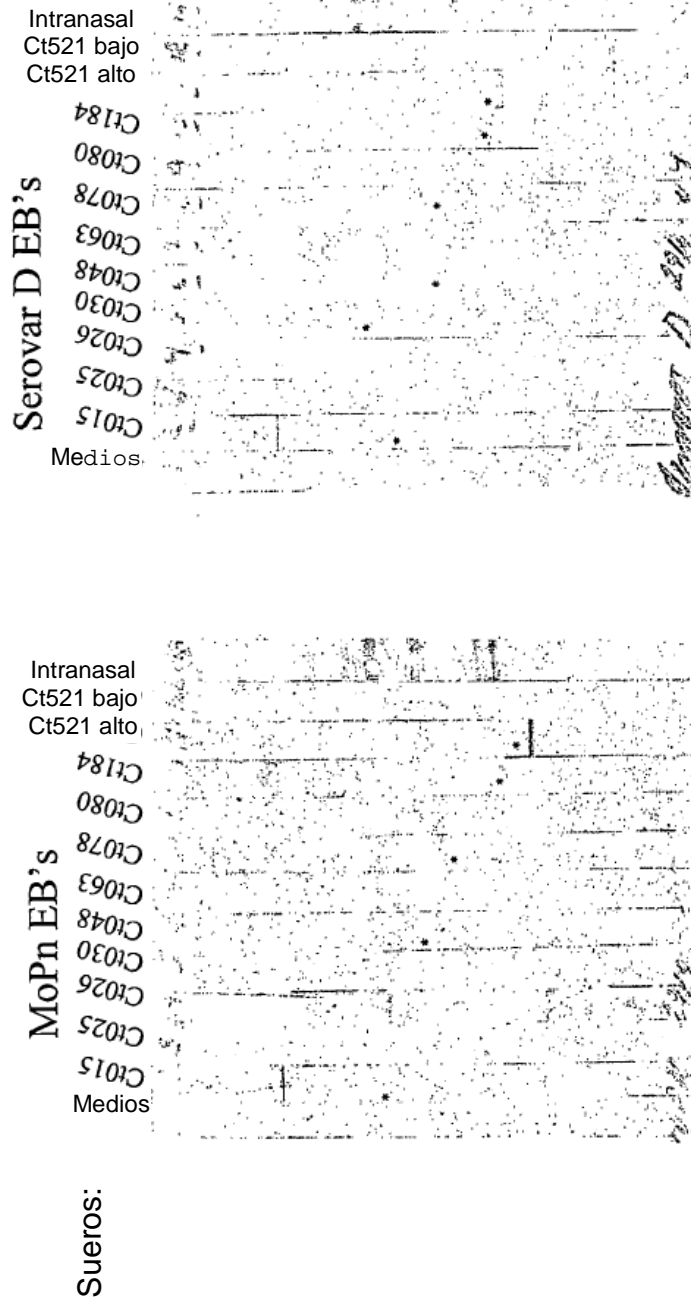 Serovar D EB's
Intranasal
Ct521 bajo
Ct521 alto
Ct184
Ct080
Ct078
Ct063
Ct048
Ct030
Ct026
Ct025
Ct015
Medios
MoPn EB's
Intranasal
Ct521 bajo
Ct521 alto
Ct184
Ct080
Ct078
Ct063
Ct048
Ct030
Ct026
Ct025
Ct015
Medios
Sueros: